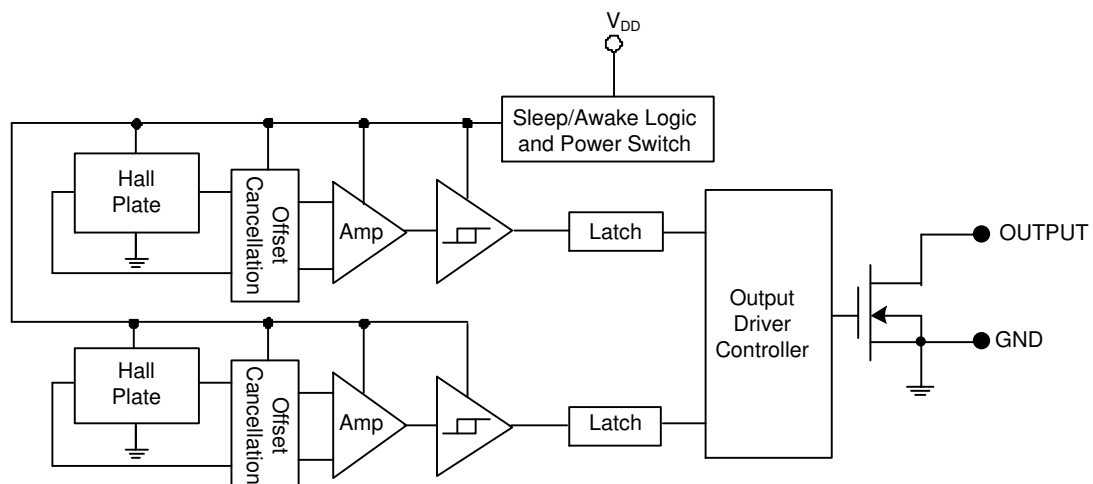 VDD
Sleep/Awake Logic
and Power Switch
Hall
Plate
Offset
Cancellation
Amp
Latch
OUTPUT
Output
Driver
Controller
GND
Hall
Plate
Offset
Cancellation
Amp
Latch